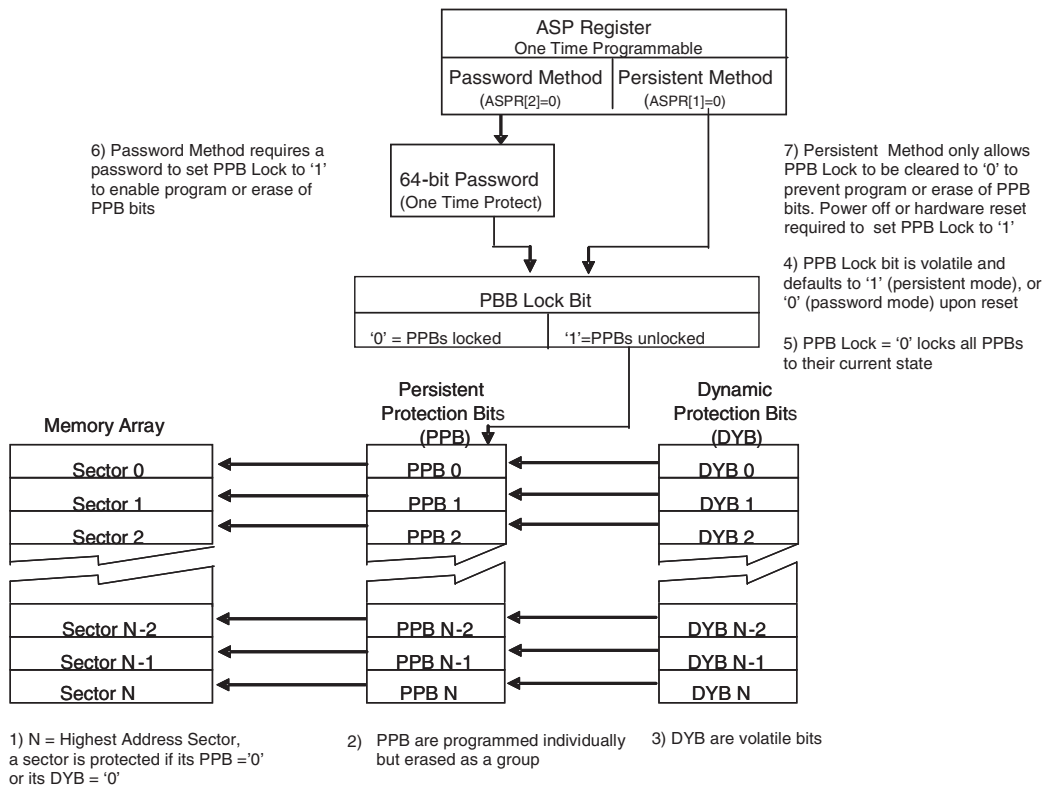 ASP Register
One Time Programmable
Password Method
(ASPR[2]=0)
Persistent Method
(ASPR[1]=0)
6) Password Method requires a
password to set PPB Lock to ‘1’
to enable program or erase of
PPB bits
64-bit Password
(One Time Protect)
7) Persistent Method only allows
PPB Lock to be cleared to ‘0’ to
prevent program or erase of PPB
bits. Power off or hardware reset
required to set PPB Lock to ‘1’
4) PPB Lock bit is volatile and
defaults to ‘1’ (persistent mode), or
‘0’ (password mode) upon reset
5) PPB Lock = ‘0’ locks all PPBs
to their current state
PBB Lock Bit
‘0’ = PPBs locked
‘1’=PPBs unlocked
Memory Array
Sector 0
Sector 1
Sector 2
Sector N-2
Sector N-1
Sector N
Persistent
Protection Bits
(PPB)
PPB 0
PPB 1
PPB 2
PPB N-2
PPB N-1
PPB N
Dynamic
Protection Bits
(DYB)
DYB 0
DYB 1
DYB 2
DYB N-2
DYB N-1
DYB N
1) N = Highest Address Sector,
a sector is protected if its PPB =‘0’
or its DYB = ‘0’
2) PPB are programmed individually
but erased as a group
3) DYB are volatile bits